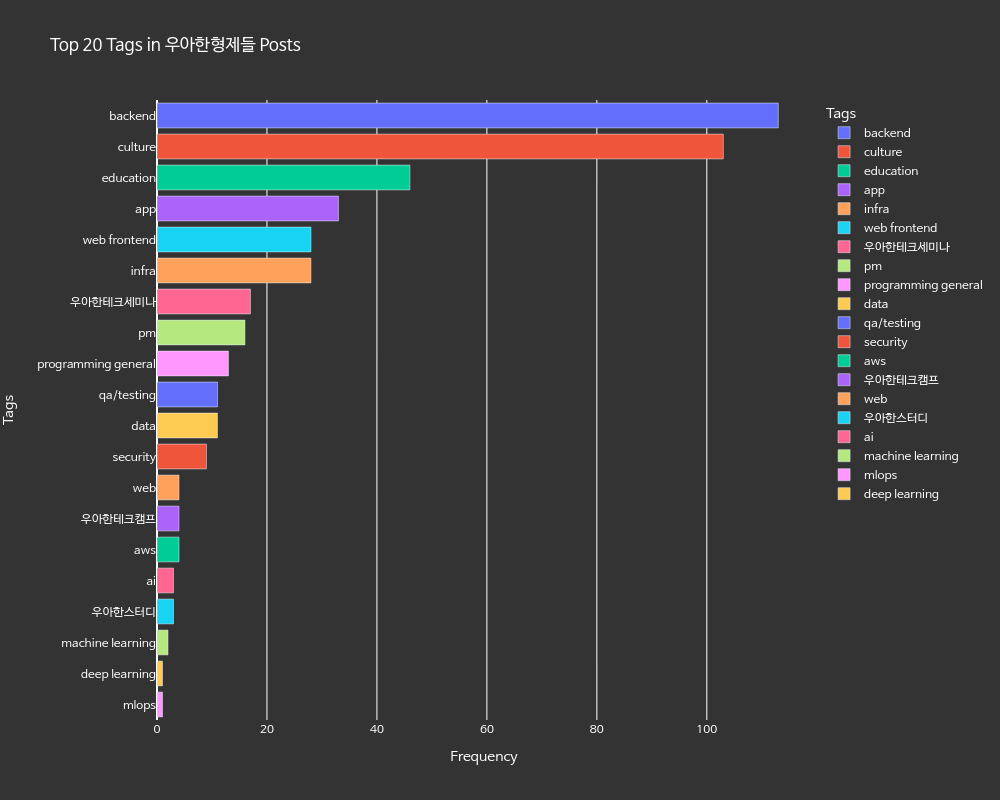 Top 20 Tags in 우아한형제들 Posts
backend
culture
education
app
web frontend
infra
우아한테크세미나
pm
programming general
qa/testing
data
security
web
우아한테크캠프
aws
ai
우아한스터디
machine learning
deep learning
mlops
Tags
0 20 40 60 80 100
Frequency
Tags
backend
culture
education
app
infra
web frontend
우아한테크세미나
pm
programming general
data
qa/testing
security
aws
우아한테크캠프
web
우아한스터디
ai
machine learning
mlops
deep learning